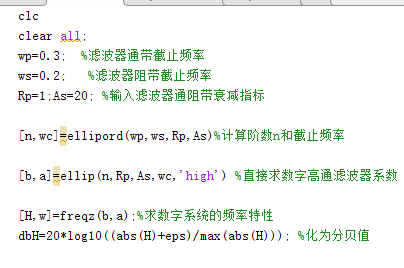 clc
clear all;
wp=0.3; %滤波器通带截止频率
ws=0.2; %滤波器阻带截止频率
Rp=1;As=20; %输入滤波器通阻带衰减指标
[n,wc]=ellipord(wp,ws,Rp,As)%计算阶数n和截止频率
[b,a]=ellip(n,Rp,As,wc,'high') %直接求数字高通滤波器系数
[H,w]=freqz(b,a);%求数字系统的频率特性
dbH=20*log10((abs(H)+eps)/max(abs(H))); %化为分贝值